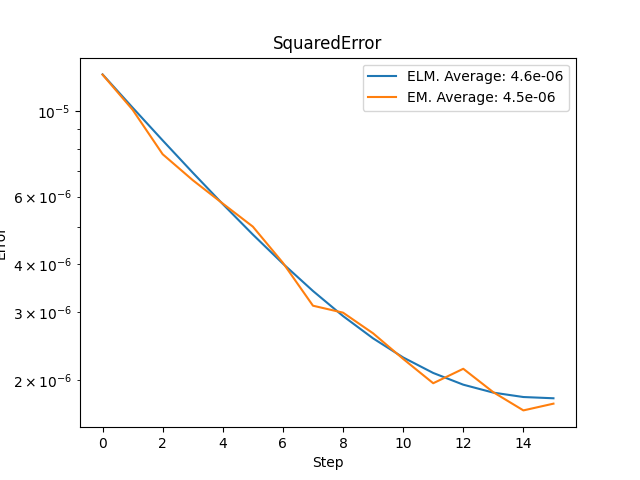 SquaredError
ELM. Average: 4.6e-06
EM. Average: 4.5e-06
10⁻⁵
6 × 10⁻⁶
4 × 10⁻⁶
3 × 10⁻⁶
2 × 10⁻⁶
Error
0 2 4 6 8 10 12 14
Step